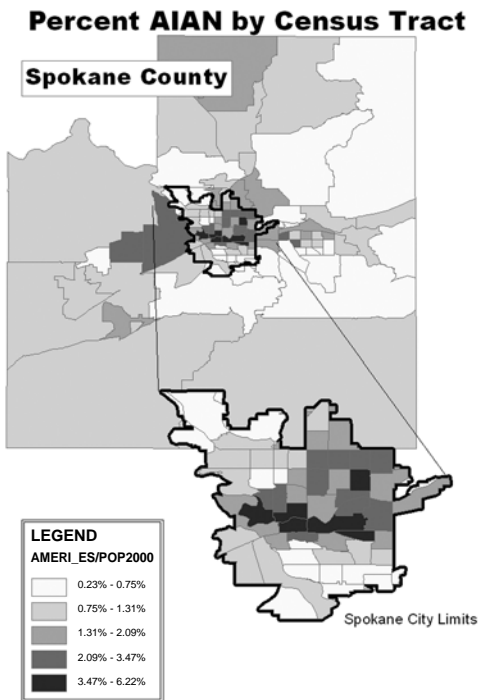 Percent AIAN by Census Tract
Spokane County
LEGEND
AMERI_ES/POP2000
0.23% - 0.75%
0.75% - 1.31%
1.31% - 2.09%
2.09% - 3.47%
3.47% - 6.22%
Spokane City Limits